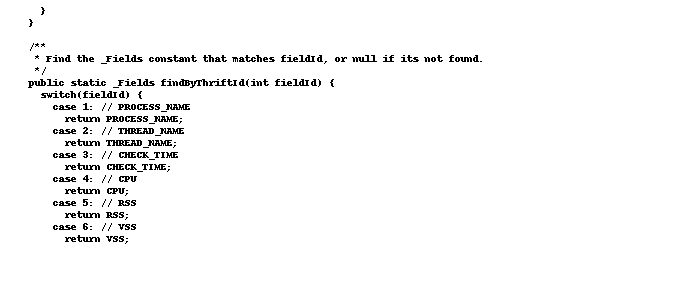 }
}
/**
* Find the _Fields constant that matches fieldId, or null if its not found.
*/
public static _Fields findByThriftId(int fieldId) {
switch(fieldId) {
case 1: // PROCESS_NAME
return PROCESS_NAME;
case 2: // THREAD_NAME
return THREAD_NAME;
case 3: // CHECK_TIME
return CHECK_TIME;
case 4: // CPU
return CPU;
case 5: // RSS
return RSS;
case 6: // VSS
return VSS;